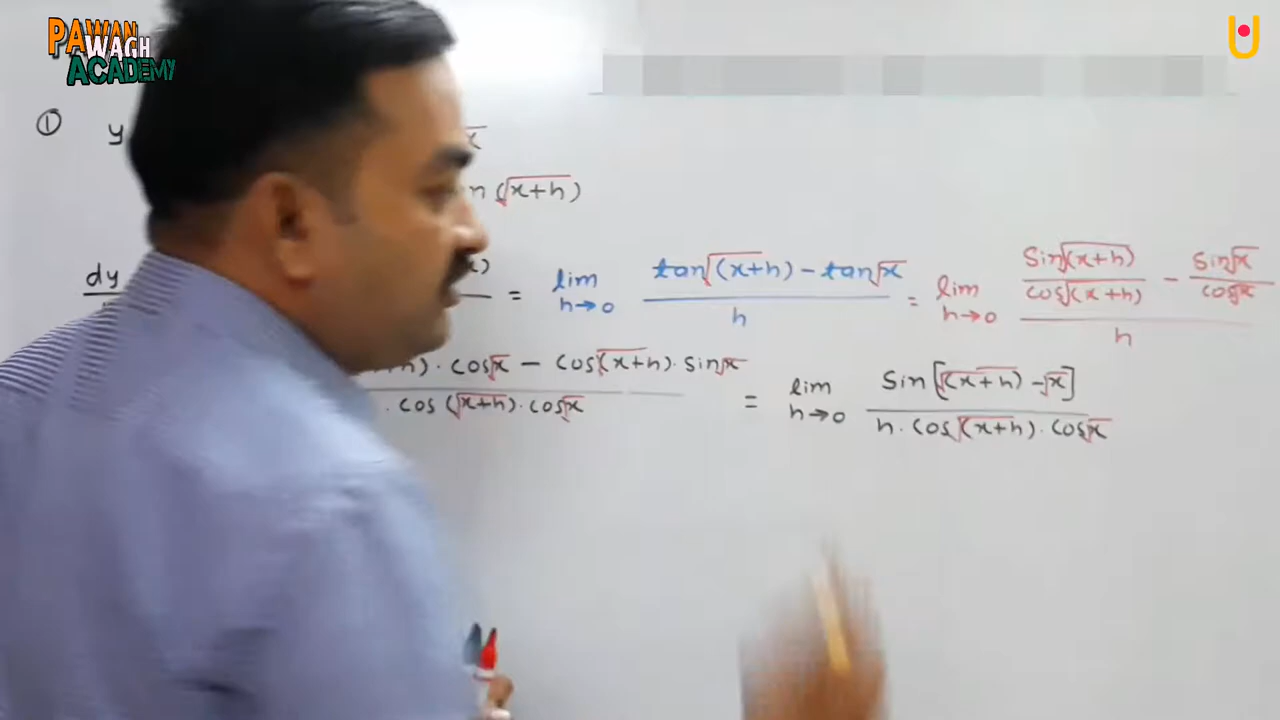 PAWAN
WAGH
ACADEMY
① y
√(x+h))
dy = lim h→0 tan√(x+h) − tan√x / h = lim h→0 sin√(x+h) / cos√(x+h) − sin√x / cos√x / h
h) · cos√x − cos√(x+h) · sin√x / · cos(√x+h) · cos√x = lim h→0 sin[√(x+h) − √x] / h · cos√(x+h) · cos√x